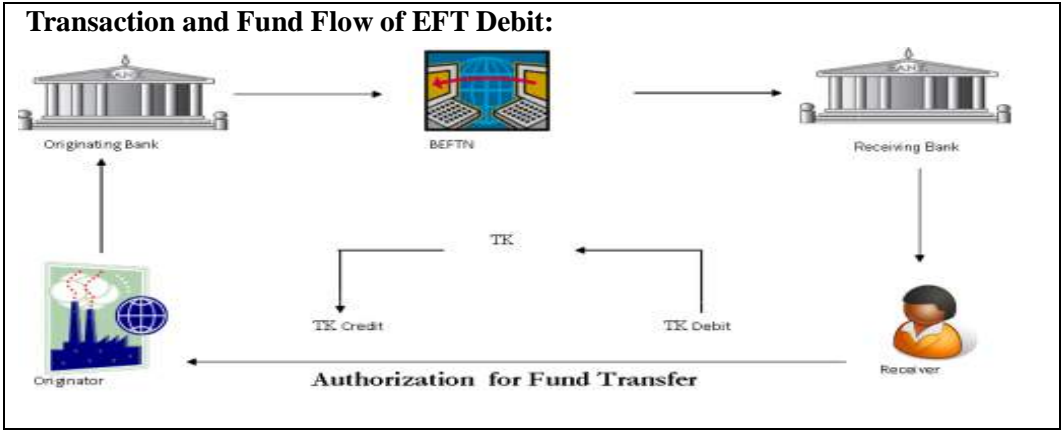 Transaction and Fund Flow of EFT Debit:
BANK
Originating Bank
BEFTN
Receiving Bank
TK
TK Credit
TK Debit
Originator
Authorization for Fund Transfer
Receiver